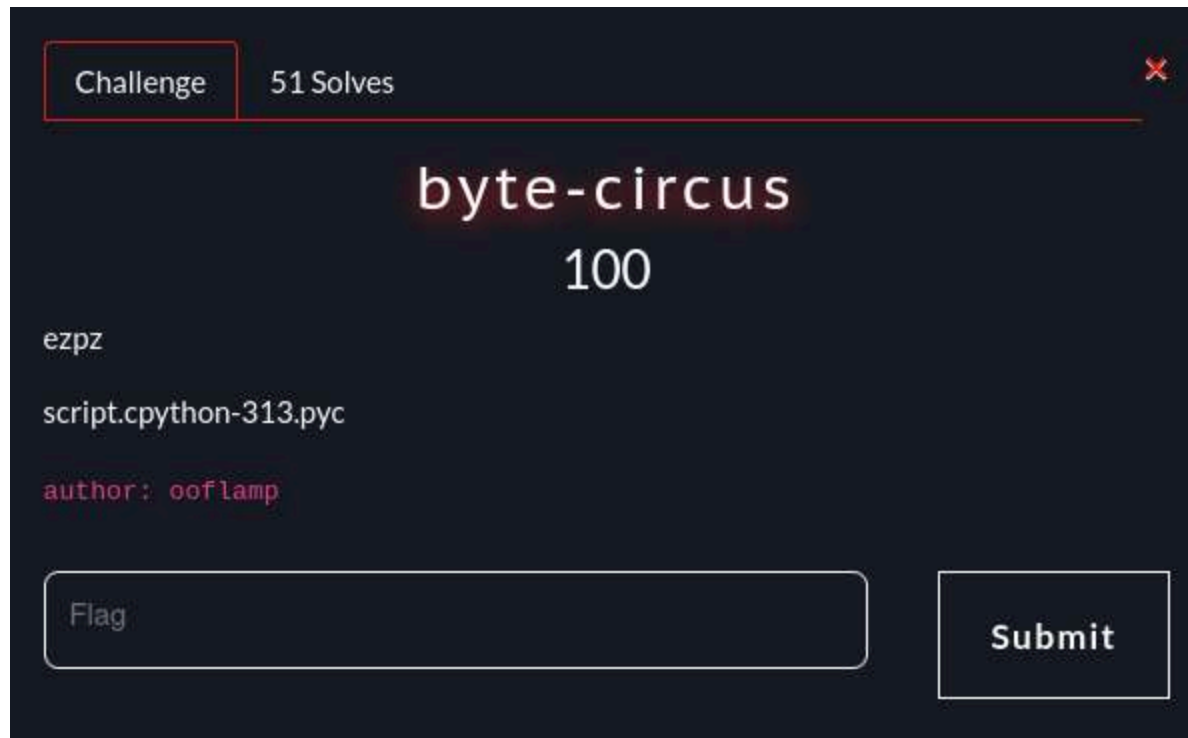 Challenge 51 Solves
byte-circus
100
ezpz
script.cpython-313.pyc
author: ooflamp
Flag
Submit